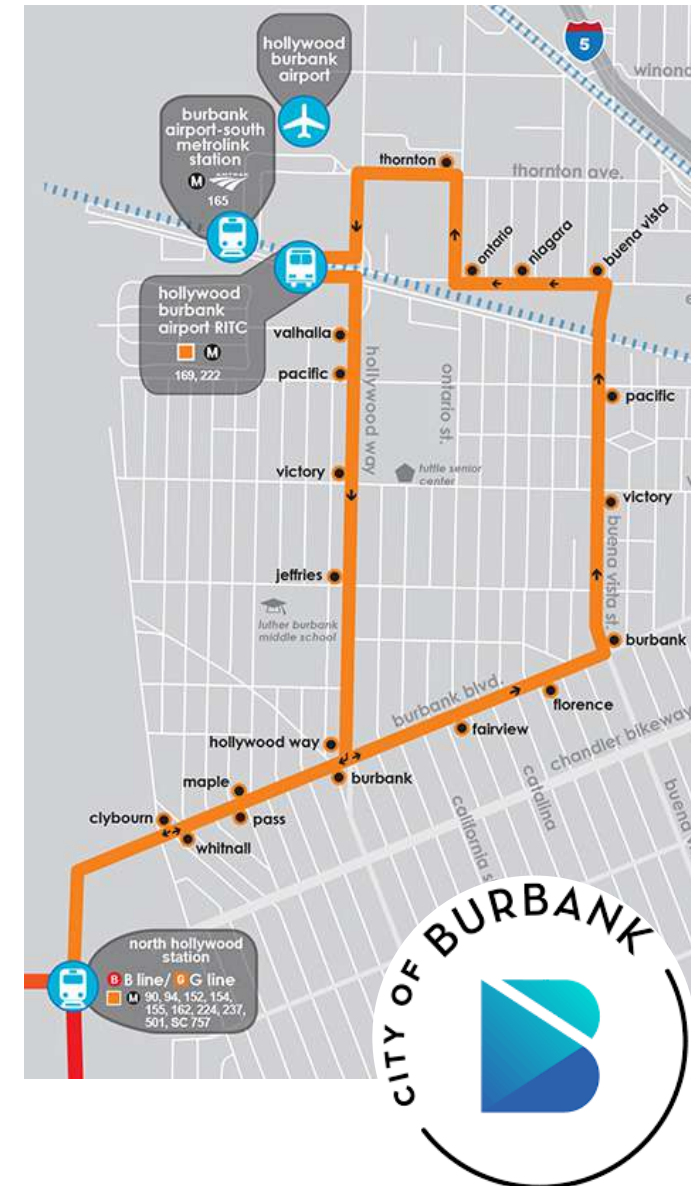 hollywood
burbank
airport
5
winona
burbank
airport-south
metrolink
station
M AMTRAK
165
thornton
thornton ave.
ontario
niagara
buena vista
hollywood
burbank
airport RITC
M
169, 222
valhalla
pacific
hollywood way
ontario st.
pacific
victory
tuttle senior
center
victory
buena vista st.
jeffries
luther burbank
middle school
burbank
burbank blvd.
florence
hollywood way
fairview
chandler bikeway
maple
burbank
catalina
clybourn
pass
california s
buena v
whitnall
north hollywood
station
B B line/ G G line
M 90, 94, 152, 154,
155, 162, 224, 237,
501, SC 757
CITY OF BURBANK